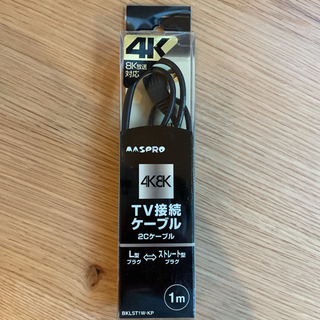 4K
8K放送
対応
MASPRO
4K8K
TV接続
ケーブル
2Cケーブル
L型
プラグ
⇔
ストレート型
プラグ
1m
BKLST1W-KP